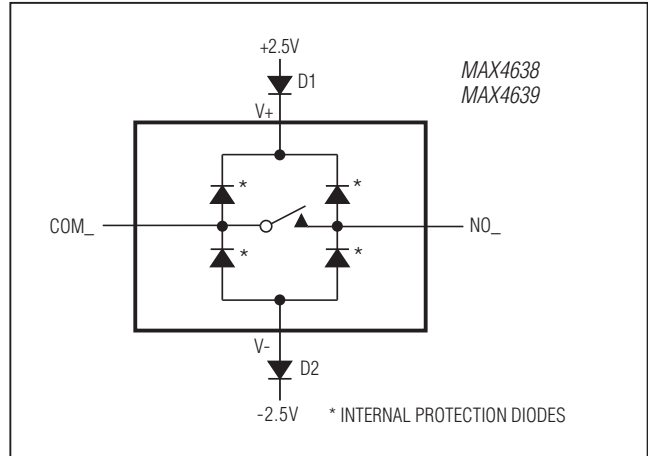 +2.5V
MAX4638
MAX4639
D1
V+
*
*
COM_
NO_
*
*
V-
D2
-2.5V
* INTERNAL PROTECTION DIODES